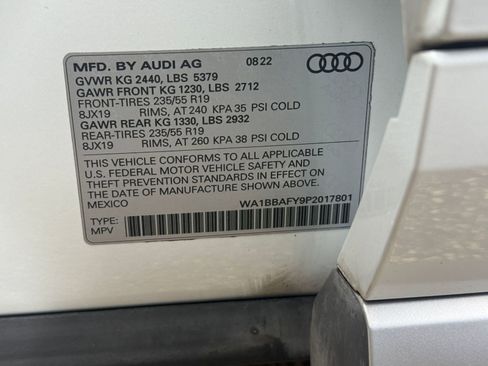 MFD. BY AUDI AG 08 22
GVWR KG 2440, LBS 5379
GAWR FRONT KG 1230, LBS 2712
FRONT-TIRES 235/55 R19
8JX19 RIMS, AT 240 KPA 35 PSI COLD
GAWR REAR KG 1330, LBS 2932
REAR-TIRES 235/55 R19
8JX19 RIMS, AT 260 KPA 38 PSI COLD
THIS VEHICLE CONFORMS TO ALL APPLICABLE
U.S. FEDERAL MOTOR VEHICLE SAFETY AND
THEFT PREVENTION STANDARDS IN EFFECT ON
THE DATE OF MANUFACTURE SHOWN ABOVE
MEXICO
WA1BBAFY9P2017801
TYPE:
MPV